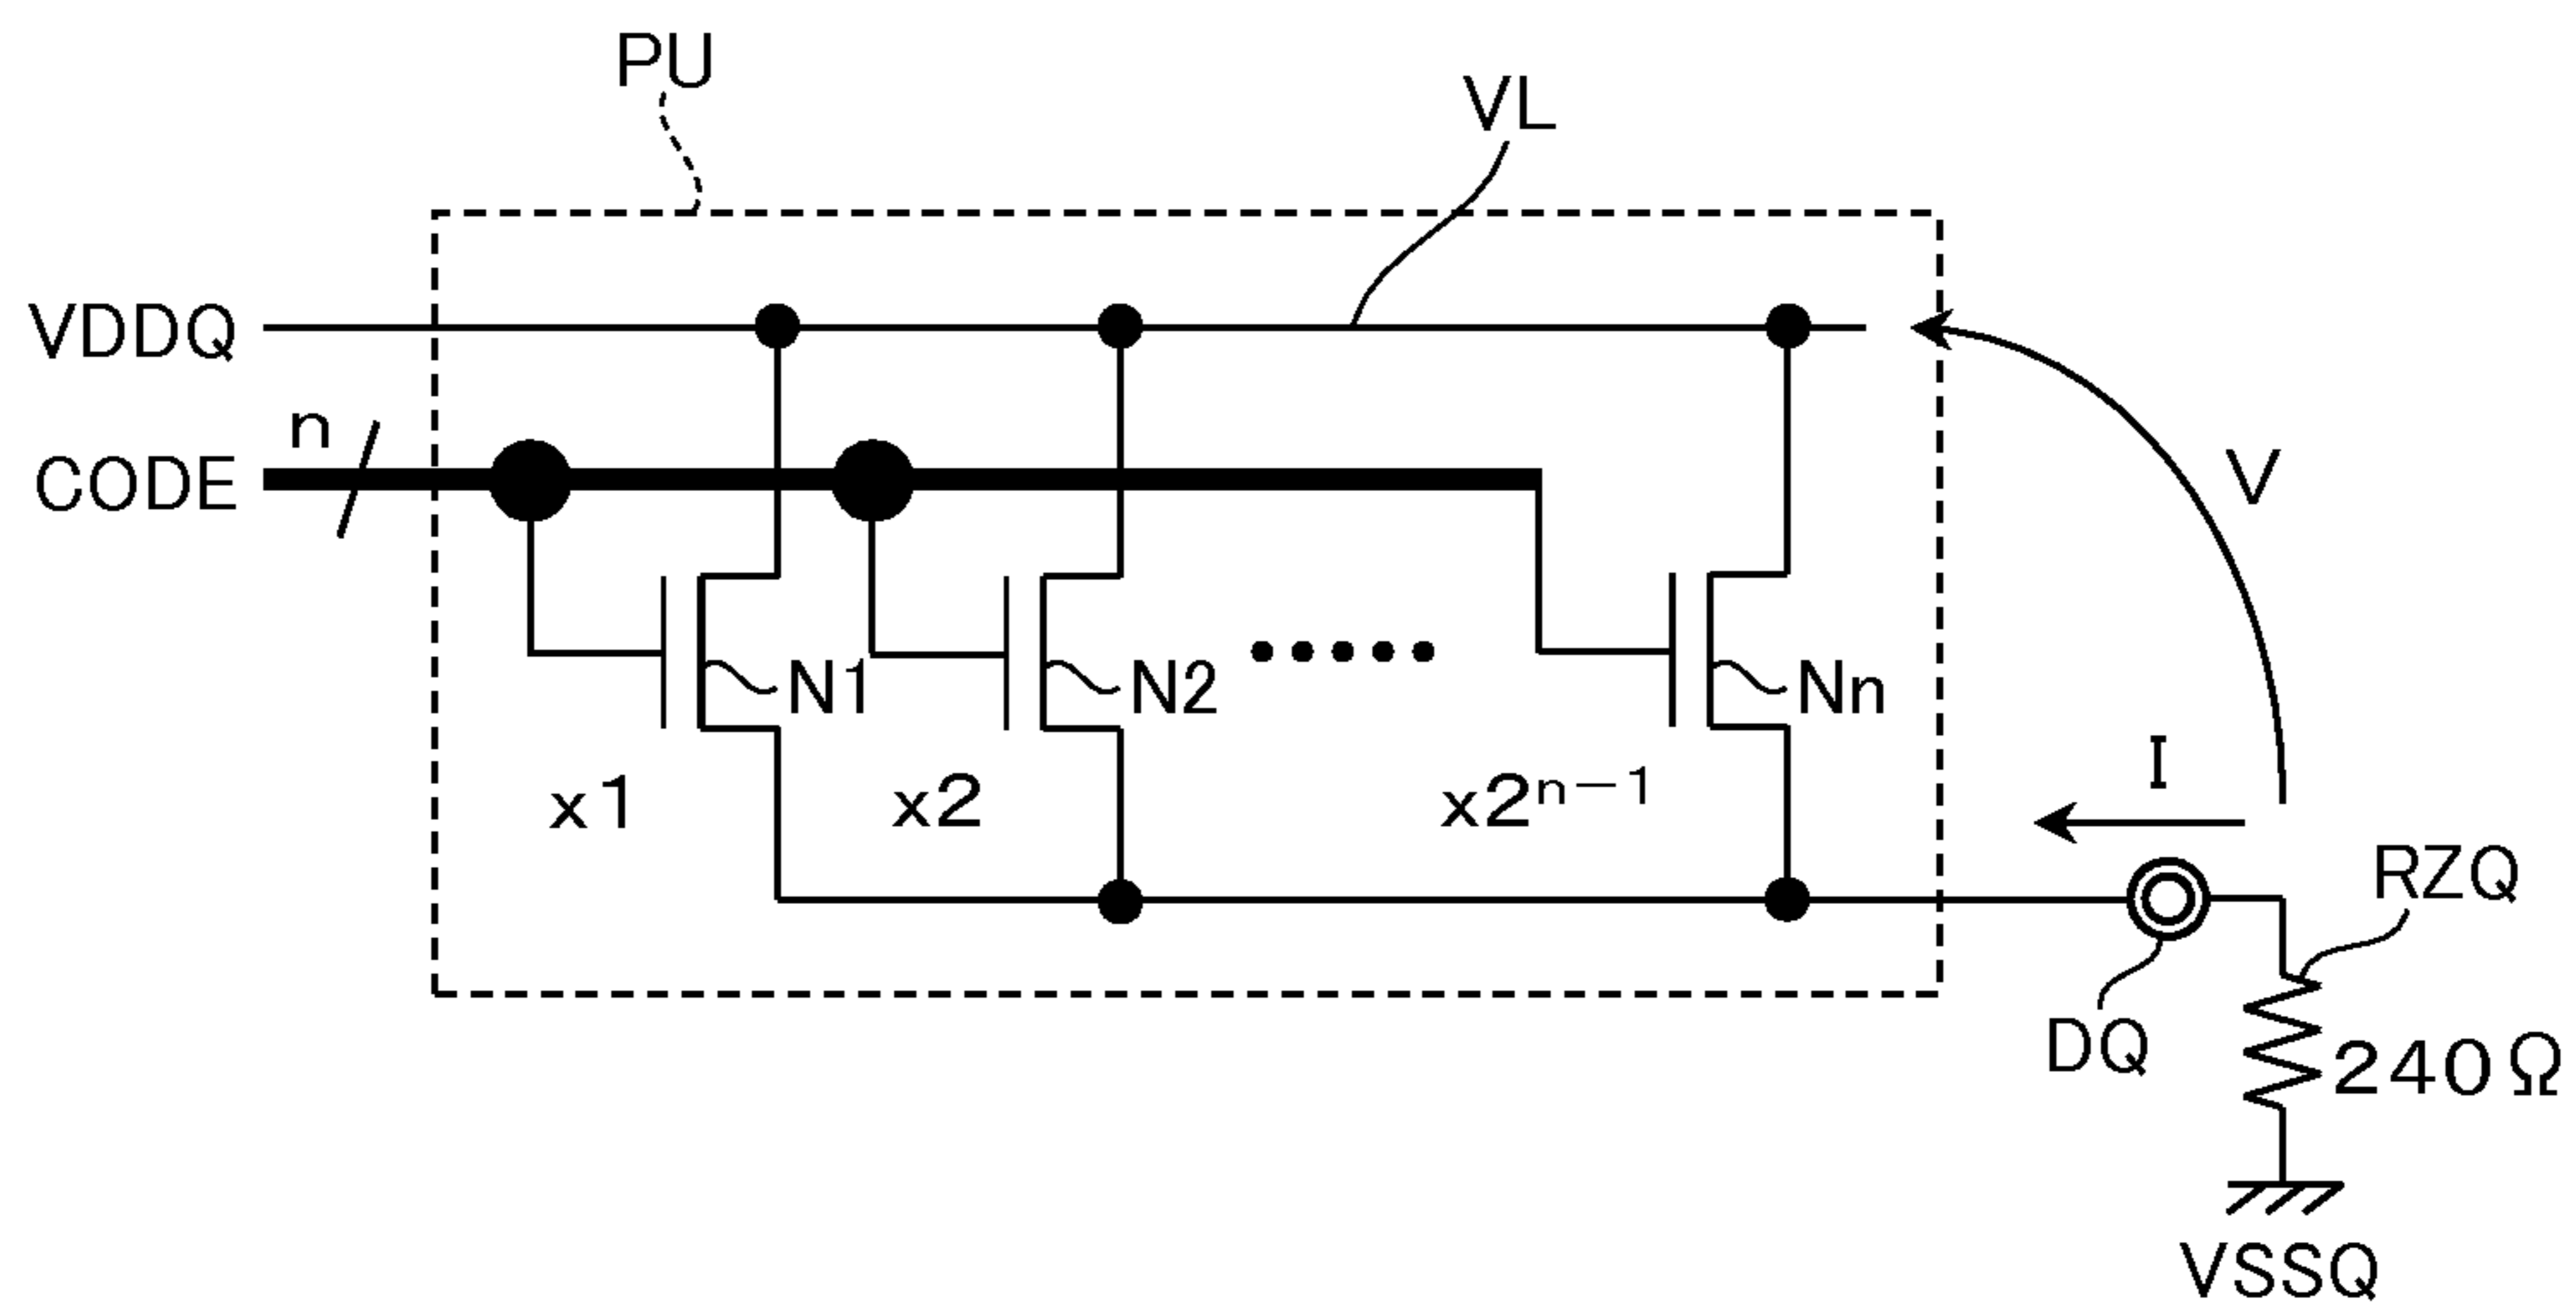 PU
VL
VDDQ
n
CODE
V
N1
N2
Nn
x1
x2
x2ⁿ⁻¹
I
RZQ
DQ
240Ω
VSSQ